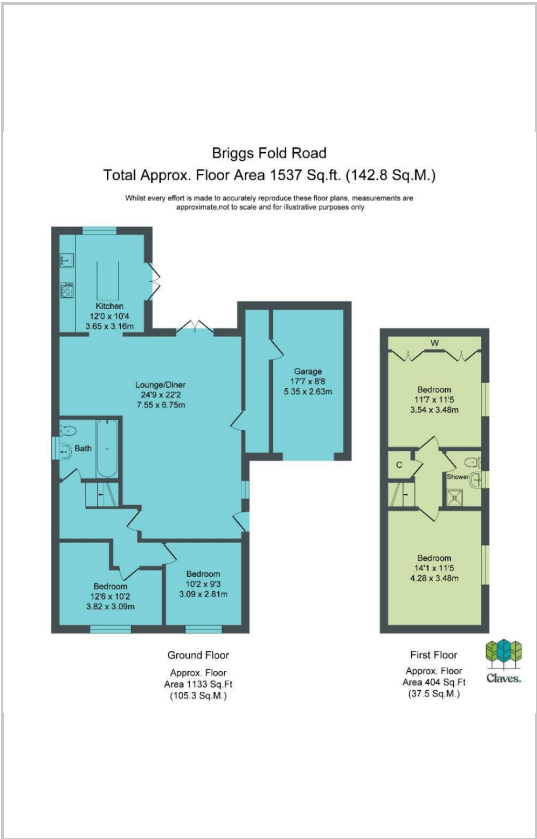 Briggs Fold Road
Total Approx. Floor Area 1537 Sq.ft. (142.8 Sq.M.)
Whilst every effort is made to accurately reproduce these floor plans, measurements are
approximate,not to scale and for illustrative purposes only
Kitchen
12'0 x 10'4
3.65 x 3.16m
Lounge/Diner
24'9 x 22'2
7.55 x 6.75m
Garage
17'7 x 8'8
5.35 x 2.63m
Bath
Bedroom
12'6 x 10'2
3.82 x 3.09m
Bedroom
10'2 x 9'3
3.09 x 2.81m
Ground Floor
Approx. Floor
Area 1133 Sq.Ft
(105.3 Sq.M.)
W
Bedroom
11'7 x 11'5
3.54 x 3.48m
C
Shower
Bedroom
14'1 x 11'5
4.28 x 3.48m
First Floor
Approx. Floor
Area 404 Sq.Ft
(37.5 Sq.M.)
Claves.